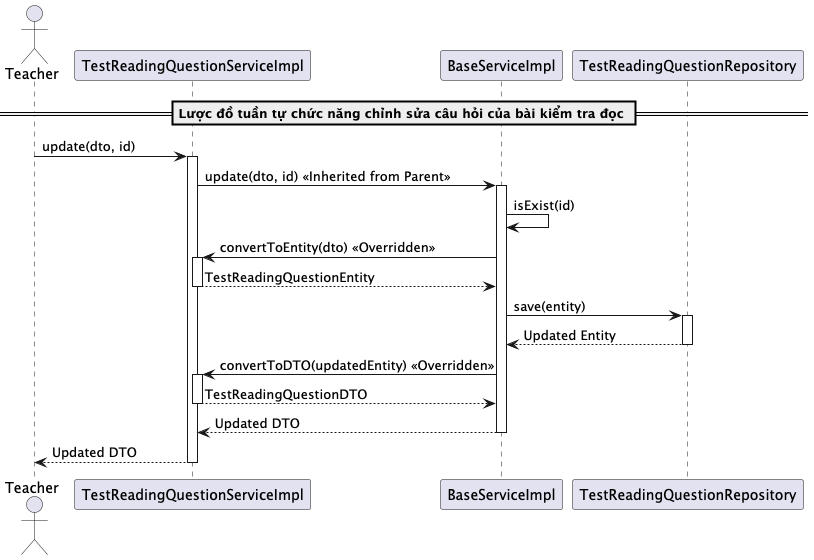 Teacher
TestReadingQuestionServiceImpl
BaseServiceImpl
TestReadingQuestionRepository
Lược đồ tuần tự chức năng chỉnh sửa câu hỏi của bài kiểm tra đọc
update(dto, id)
update(dto, id) «Inherited from Parent»
isExist(id)
convertToEntity(dto) «Overridden»
TestReadingQuestionEntity
save(entity)
Updated Entity
convertToDTO(updatedEntity) «Overridden»
TestReadingQuestionDTO
Updated DTO
Updated DTO
Teacher
TestReadingQuestionServiceImpl
BaseServiceImpl
TestReadingQuestionRepository